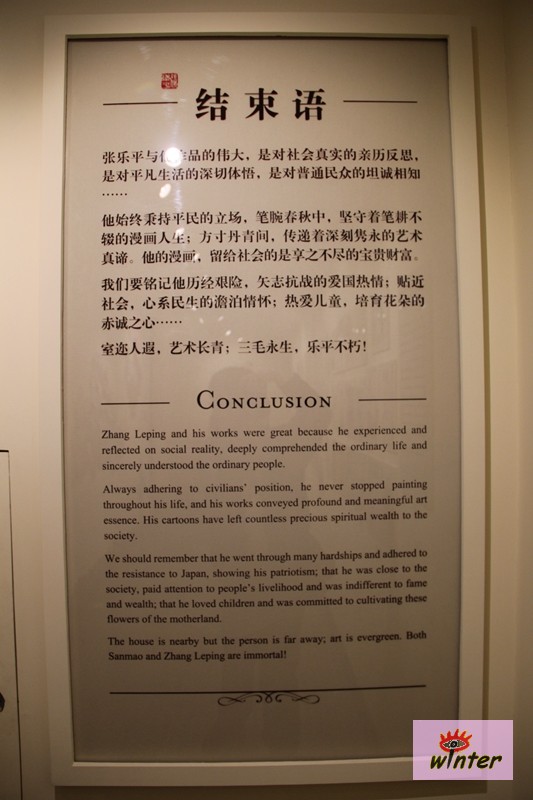 结束语
张乐平与他作品的伟大，是对社会真实的亲历反思，
是对平凡生活的深切体悟，是对普通民众的坦诚相知
……
他始终秉持平民的立场，笔腕春秋中，坚守着笔耕不
辍的漫画人生；方寸丹青间，传递着深刻隽永的艺术
真谛。他的漫画，留给社会的是享之不尽的宝贵财富。
我们要铭记他历经艰险，矢志抗战的爱国热情；贴近
社会，心系民生的澹泊情怀；热爱儿童，培育花朵的
赤诚之心……
室迩人遐，艺术长青；三毛永生，乐平不朽！
CONCLUSION
Zhang Leping and his works were great because he experienced and
reflected on social reality, deeply comprehended the ordinary life and
sincerely understood the ordinary people.
Always adhering to civilians' position, he never stopped painting
throughout his life, and his works conveyed profound and meaningful art
essence. His cartoons have left countless precious spiritual wealth to the
society.
We should remember that he went through many hardships and adhered to
the resistance to Japan, showing his patriotism; that he was close to the
society, paid attention to people's livelihood and was indifferent to fame
and wealth; that he loved children and was committed to cultivating these
flowers of the motherland.
The house is nearby but the person is far away; art is evergreen. Both
Sanmao and Zhang Leping are immortal!
winter